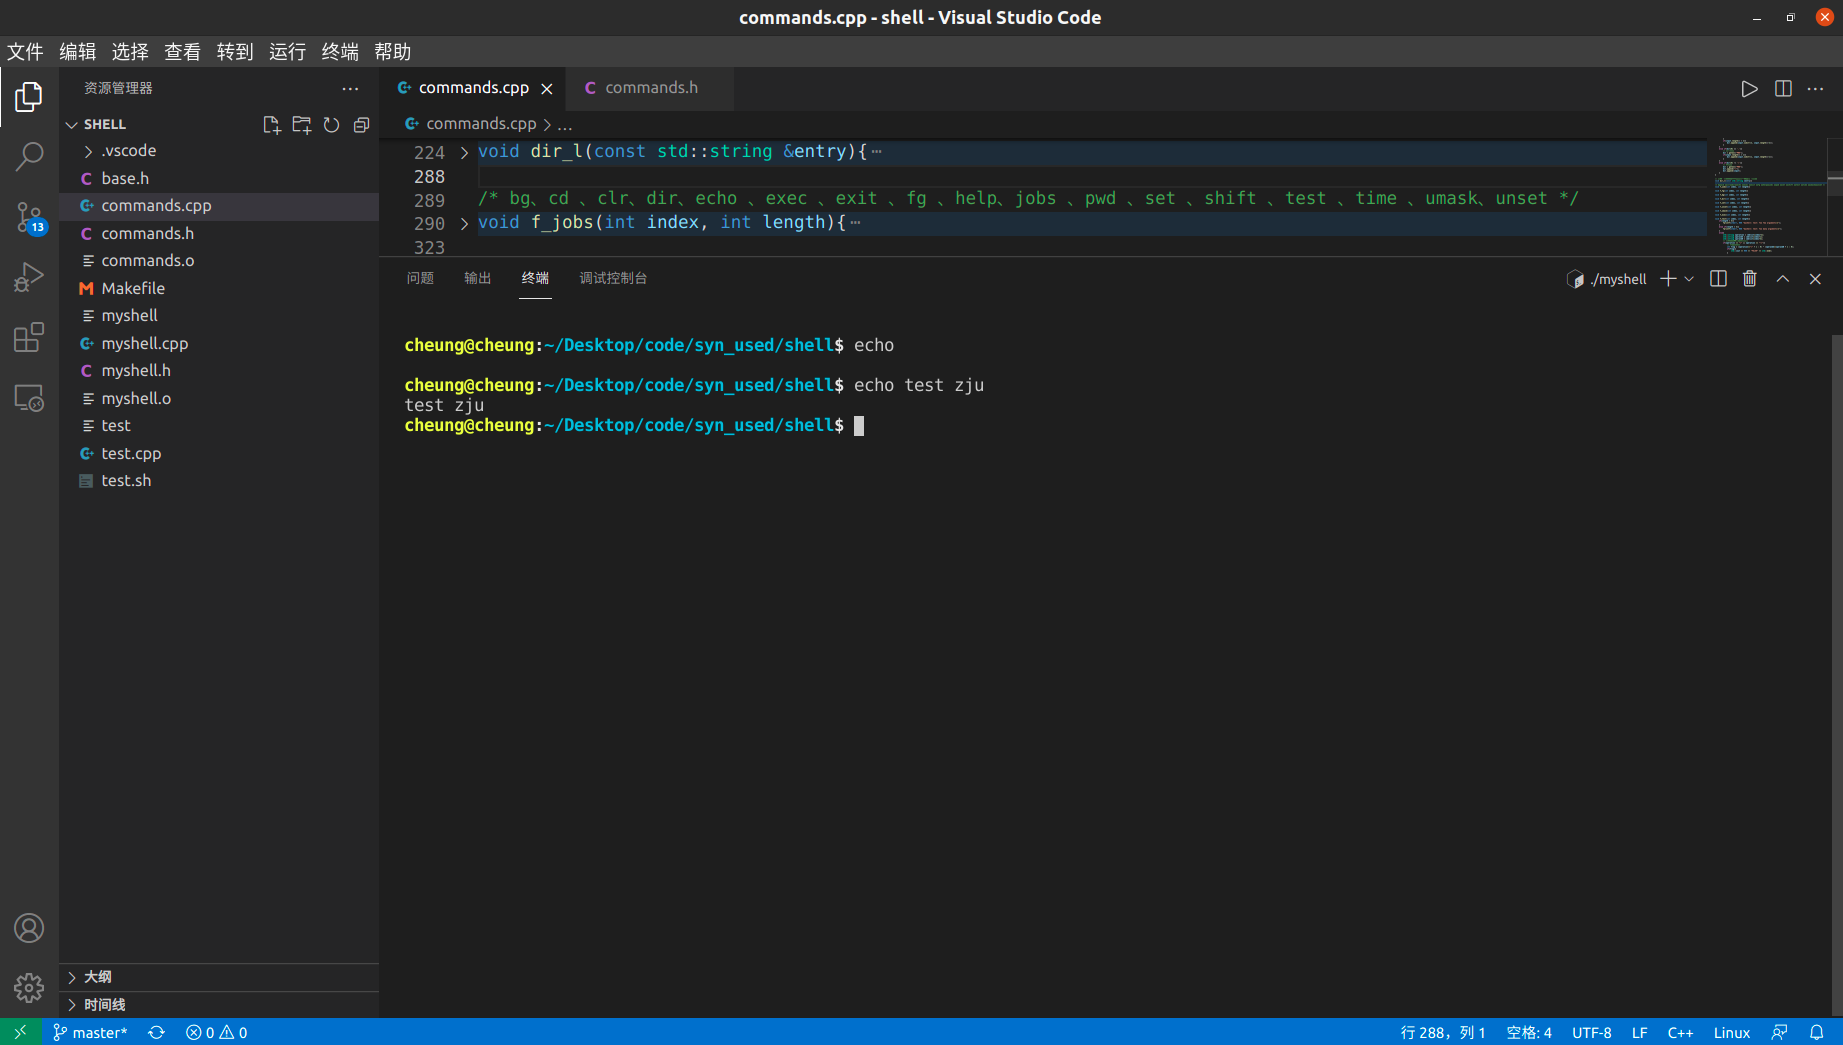 commands.cpp - shell - Visual Studio Code
文件 编辑 选择 查看 转到 运行 终端 帮助
资源管理器
SHELL
.vscode
base.h
commands.cpp
commands.h
commands.o
Makefile
myshell
myshell.cpp
myshell.h
myshell.o
test
test.cpp
test.sh
大纲
时间线
13
commands.cpp
commands.h
commands.cpp > ...
224 void dir_l(const std::string &entry){⋯
288
289 /* bg、cd 、clr、dir、echo 、exec 、exit 、fg 、help、jobs 、pwd 、set 、shift 、test 、time 、umask、unset */
290 void f_jobs(int index, int length){⋯
323
问题 输出 终端 调试控制台
./myshell
cheung@cheung:~/Desktop/code/syn_used/shell$ echo
cheung@cheung:~/Desktop/code/syn_used/shell$ echo test zju
test zju
cheung@cheung:~/Desktop/code/syn_used/shell$
master* 0 0 行 288，列 1 空格: 4 UTF-8 LF C++ Linux